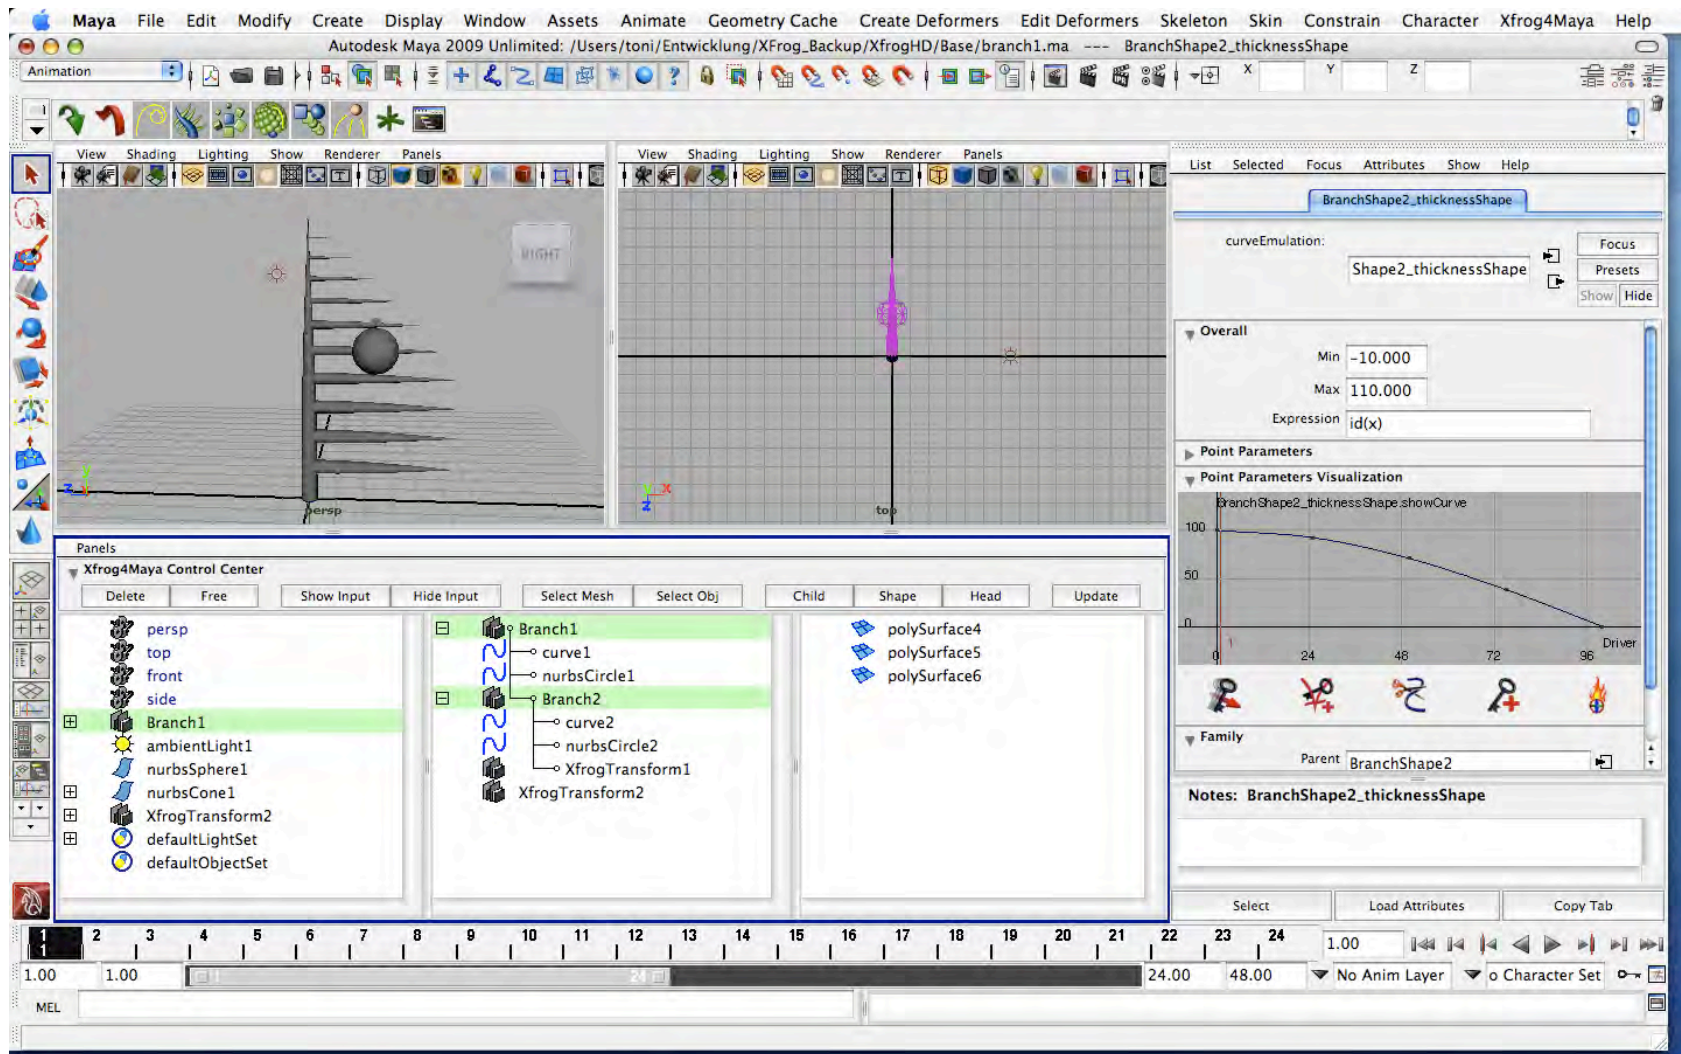 Maya File Edit Modify Create Display Window Assets Animate Geometry Cache Create Deformers Edit Deformers Skeleton Skin Constrain Character Xfrog4Maya Help
Autodesk Maya 2009 Unlimited: /Users/toni/Entwicklung/XFrog_Backup/XfrogHD/Base/branch1.ma --- BranchShape2_thicknessShape
Animation
X Y Z
View Shading Lighting Show Renderer Panels
View Shading Lighting Show Renderer Panels
List Selected Focus Attributes Show Help
BranchShape2_thicknessShape
curveEmulation:
Shape2_thicknessShape
Focus
Presets
Show Hide
RIGHT
Overall
Min -10.000
Max 110.000
Expression id(x)
Point Parameters
Point Parameters Visualization
BranchShape2_thicknessShape.showCurve
100
50
0
Driver
1
0 24 48 72 96
y
z x
persp
y x
z
top
Panels
Xfrog4Maya Control Center
Delete Free Show Input Hide Input Select Mesh Select Obj Child Shape Head Update
persp
top
front
side
Branch1
ambientLight1
nurbsSphere1
nurbsCone1
XfrogTransform2
defaultLightSet
defaultObjectSet
Branch1
curve1
nurbsCircle1
Branch2
curve2
nurbsCircle2
XfrogTransform1
XfrogTransform2
polySurface4
polySurface5
polySurface6
Family
Parent BranchShape2
Notes: BranchShape2_thicknessShape
Select Load Attributes Copy Tab
1 2 3 4 5 6 7 8 9 10 11 12 13 14 15 16 17 18 19 20 21 22 23 24
1
1.00
1.00 1.00 1 24 24.00 48.00 No Anim Layer o Character Set
MEL